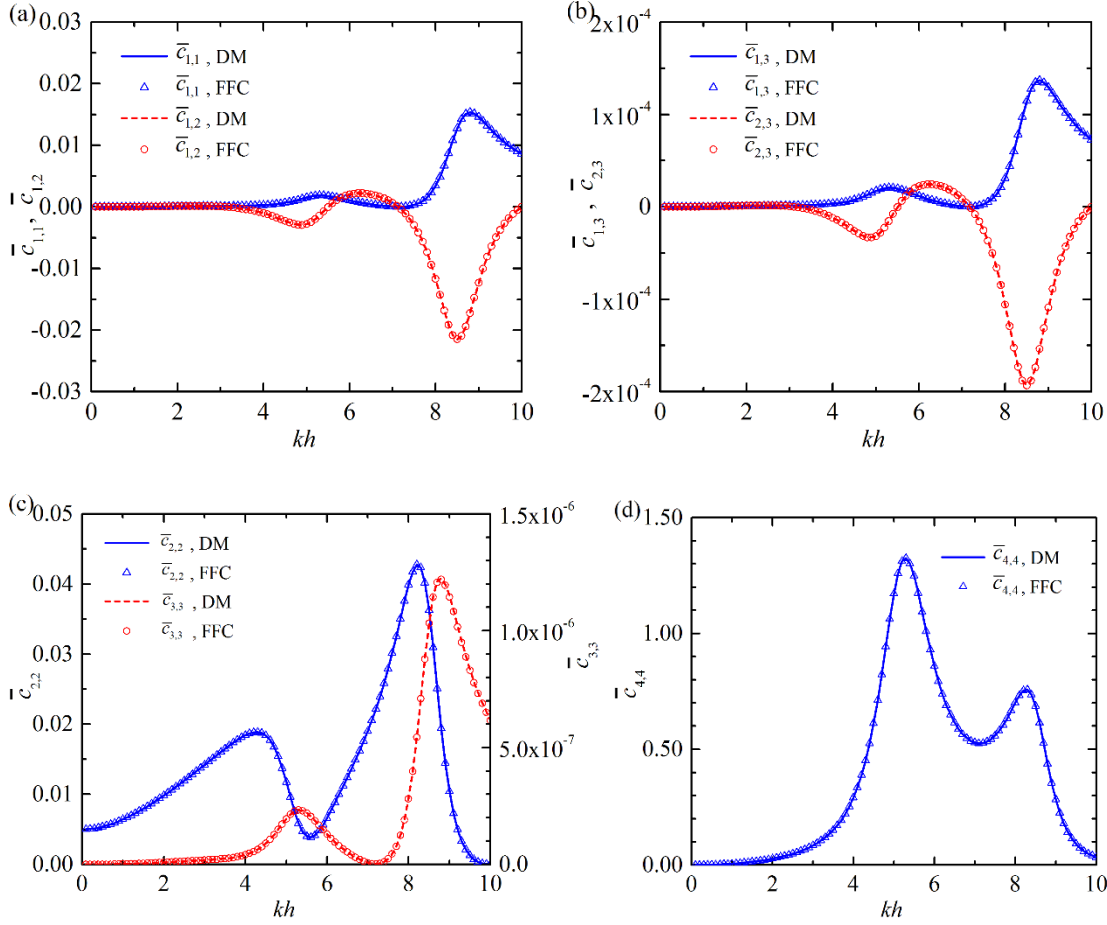 (a)
0.03
0.02
0.01
0.00
-0.01
-0.02
-0.03
c̅1,1, c̅1,2
c̅1,1 , DM
c̅1,1 , FFC
c̅1,2 , DM
c̅1,2 , FFC
0 2 4 6 8 10
kh
(b)
2x10-4
1x10-4
0
-1x10-4
-2x10-4
c̅1,3 , c̅2,3
c̅1,3 , DM
c̅1,3 , FFC
c̅2,3 , DM
c̅2,3 , FFC
0 2 4 6 8 10
kh
(c)
0.05
0.04
0.03
0.02
0.01
0.00
c̅2,2
c̅2,2 , DM
c̅2,2 , FFC
c̅3,3 , DM
c̅3,3 , FFC
1.5x10-6
1.0x10-6
5.0x10-7
0.0
c̅3,3
0 2 4 6 8 10
kh
(d)
1.50
1.00
0.50
0.00
c̅4,4
c̅4,4 , DM
c̅4,4 , FFC
0 2 4 6 8 10
kh